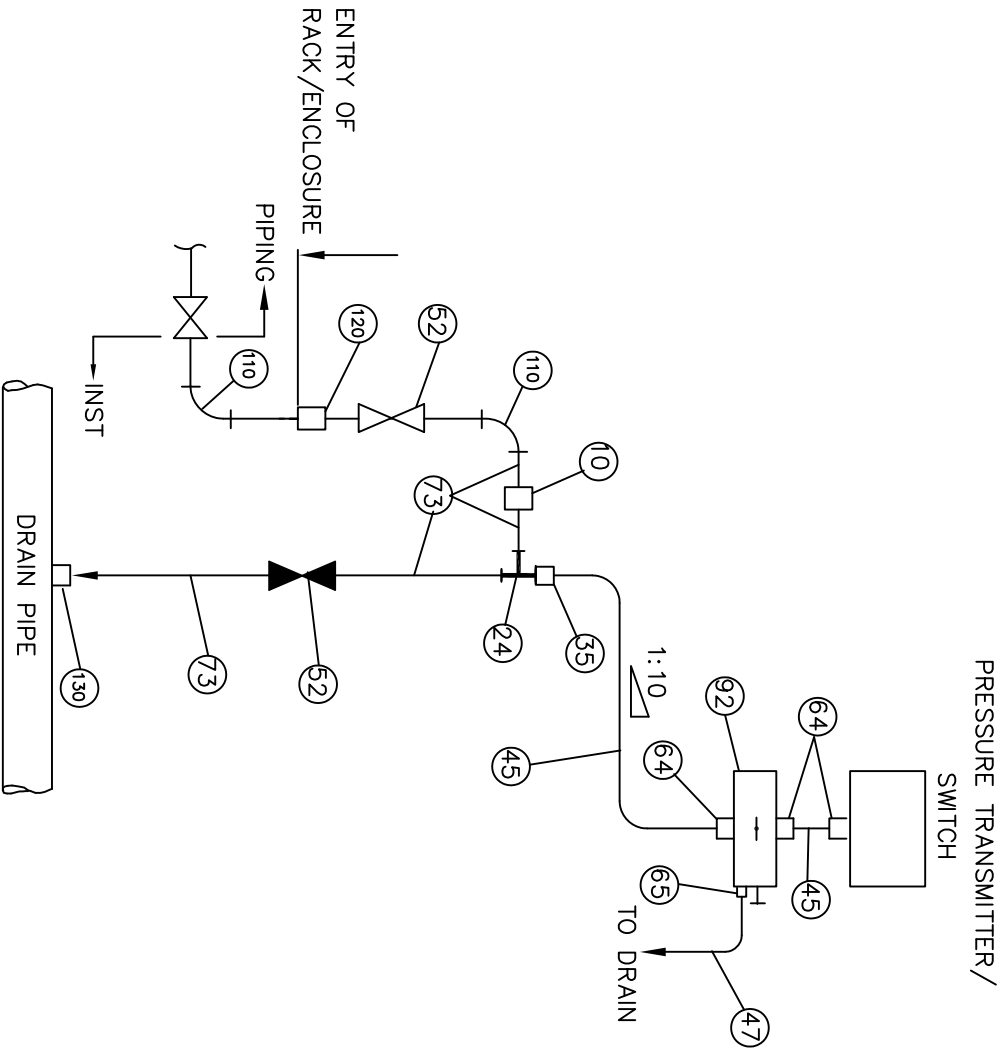 PRESSURE TRANSMITTER/
SWITCH
64
92
45
64
65
TO DRAIN
47
1:10
45
35
24
10
73
110
52
120
ENTRY OF
RACK/ENCLOSURE
PIPING
INST
110
52
73
130
DRAIN PIPE